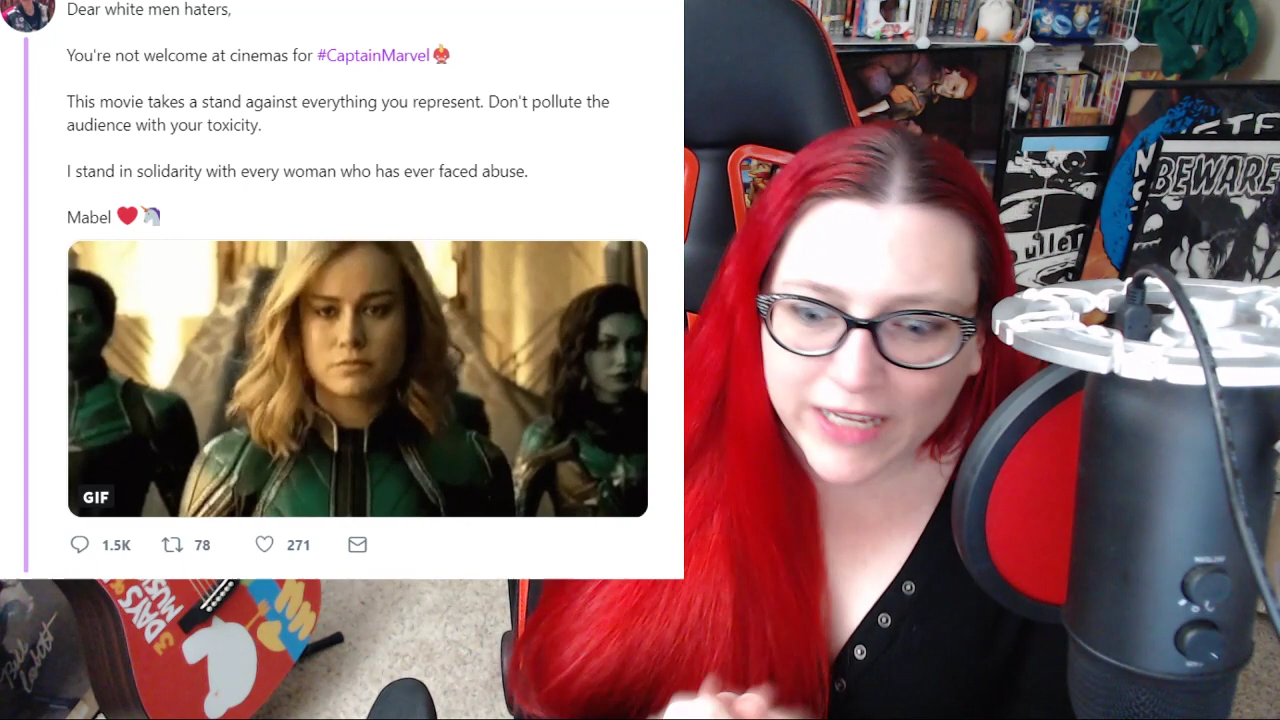 Dear white men haters,
You're not welcome at cinemas for #CaptainMarvel
This movie takes a stand against everything you represent. Don't pollute the
audience with your toxicity.
I stand in solidarity with every woman who has ever faced abuse.
Mabel
GIF
1.5K 78 271
BEWARE
DAYS